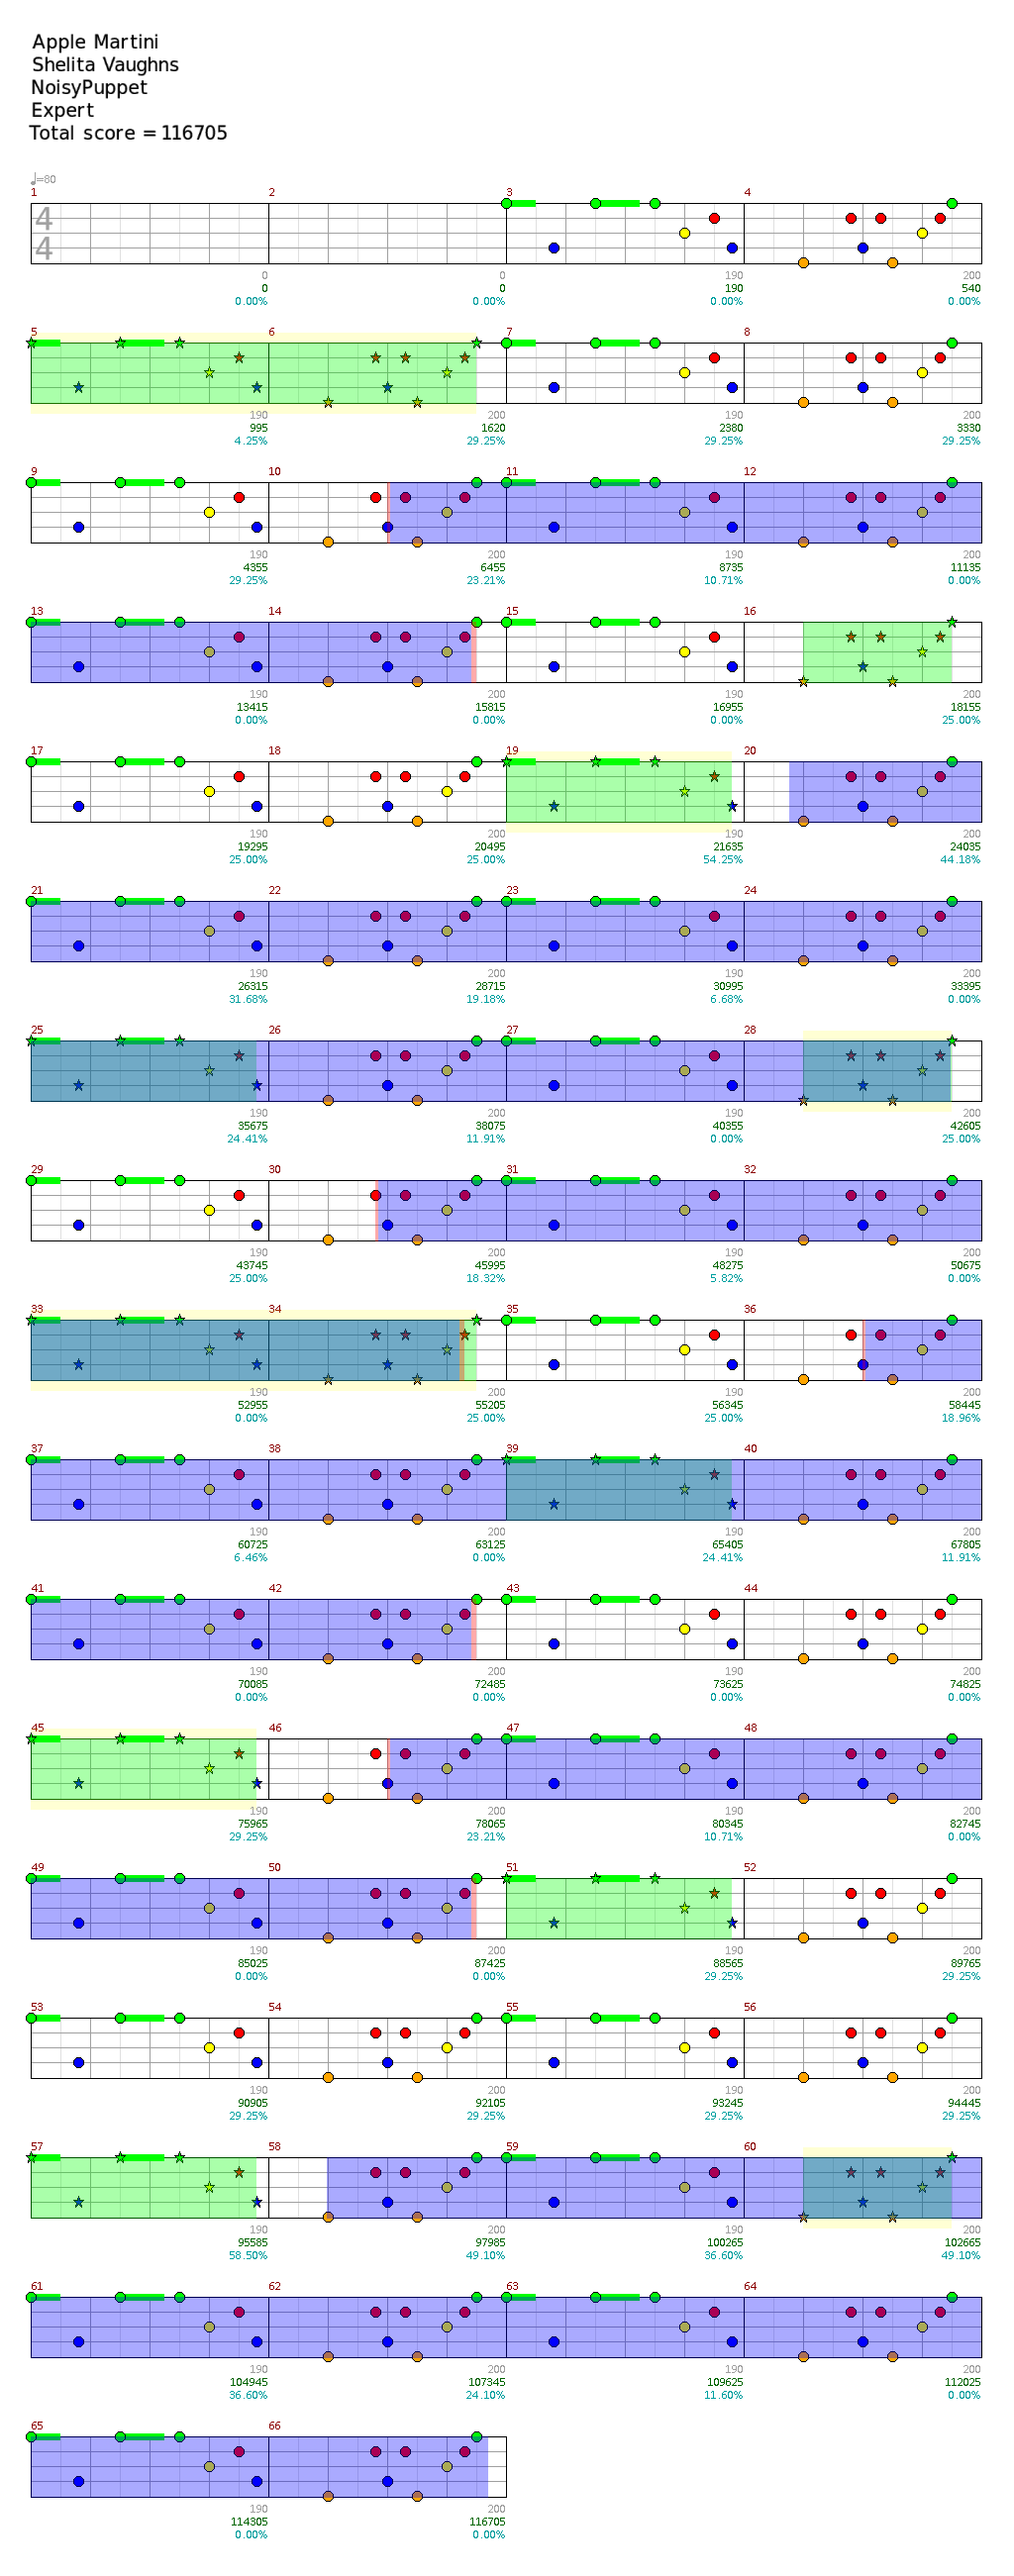 Apple Martini
Shelita Vaughns
NoisyPuppet
Expert
Total score = 116705
♩=80
1 2 3 4
4
4
0 0 190 200
0 0 190 540
0.00% 0.00% 0.00% 0.00%
5 6 7 8
190 200 190 200
995 1620 2380 3330
4.25% 29.25% 29.25% 29.25%
9 10 11 12
190 200 190 200
4355 6455 8735 11135
29.25% 23.21% 10.71% 0.00%
13 14 15 16
190 200 190 200
13415 15815 16955 18155
0.00% 0.00% 0.00% 25.00%
17 18 19 20
190 200 190 200
19295 20495 21635 24035
25.00% 25.00% 54.25% 44.18%
21 22 23 24
190 200 190 200
26315 28715 30995 33395
31.68% 19.18% 6.68% 0.00%
25 26 27 28
190 200 190 200
35675 38075 40355 42605
24.41% 11.91% 0.00% 25.00%
29 30 31 32
190 200 190 200
43745 45995 48275 50675
25.00% 18.32% 5.82% 0.00%
33 34 35 36
190 200 190 200
52955 55205 56345 58445
0.00% 25.00% 25.00% 18.96%
37 38 39 40
190 200 190 200
60725 63125 65405 67805
6.46% 0.00% 24.41% 11.91%
41 42 43 44
190 200 190 200
70085 72485 73625 74825
0.00% 0.00% 0.00% 0.00%
45 46 47 48
190 200 190 200
75965 78065 80345 82745
29.25% 23.21% 10.71% 0.00%
49 50 51 52
190 200 190 200
85025 87425 88565 89765
0.00% 0.00% 29.25% 29.25%
53 54 55 56
190 200 190 200
90905 92105 93245 94445
29.25% 29.25% 29.25% 29.25%
57 58 59 60
190 200 190 200
95585 97985 100265 102665
58.50% 49.10% 36.60% 49.10%
61 62 63 64
190 200 190 200
104945 107345 109625 112025
36.60% 24.10% 11.60% 0.00%
65 66
190 200
114305 116705
0.00% 0.00%